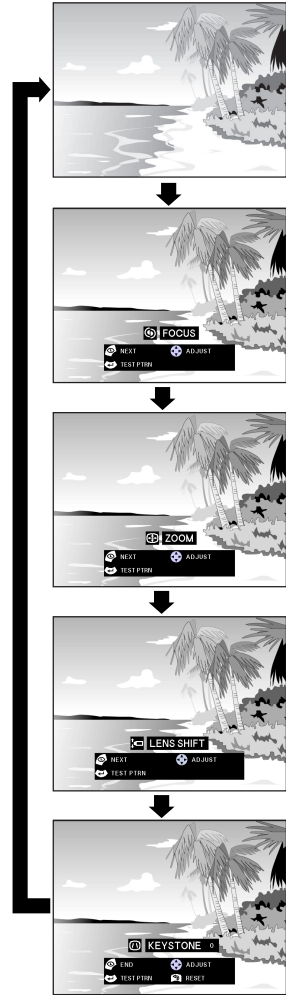 FOCUS
NEXT ADJUST
TEST PTRN
ZOOM
NEXT ADJUST
TEST PTRN
LENS SHIFT
NEXT ADJUST
TEST PTRN
KEYSTONE 0
END ADJUST
TEST PTRN RESET